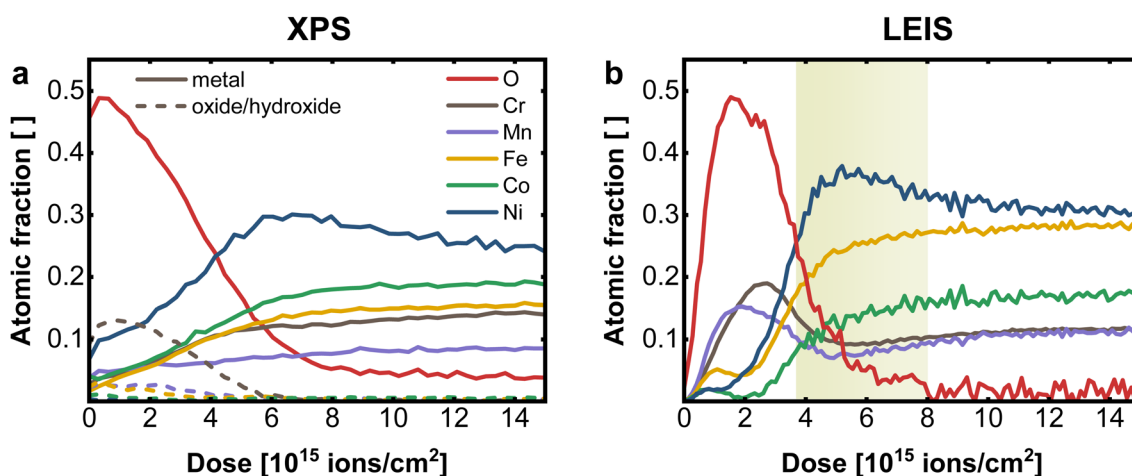 XPS
LEIS
a
metal
oxide/hydroxide
O
Cr
Mn
Fe
Co
Ni
0.5
0.4
0.3
0.2
0.1
Atomic fraction [ ]
0 2 4 6 8 10 12 14
Dose [10¹⁵ ions/cm²]
b
0.5
0.4
0.3
0.2
0.1
Atomic fraction [ ]
0 2 4 6 8 10 12 14
Dose [10¹⁵ ions/cm²]